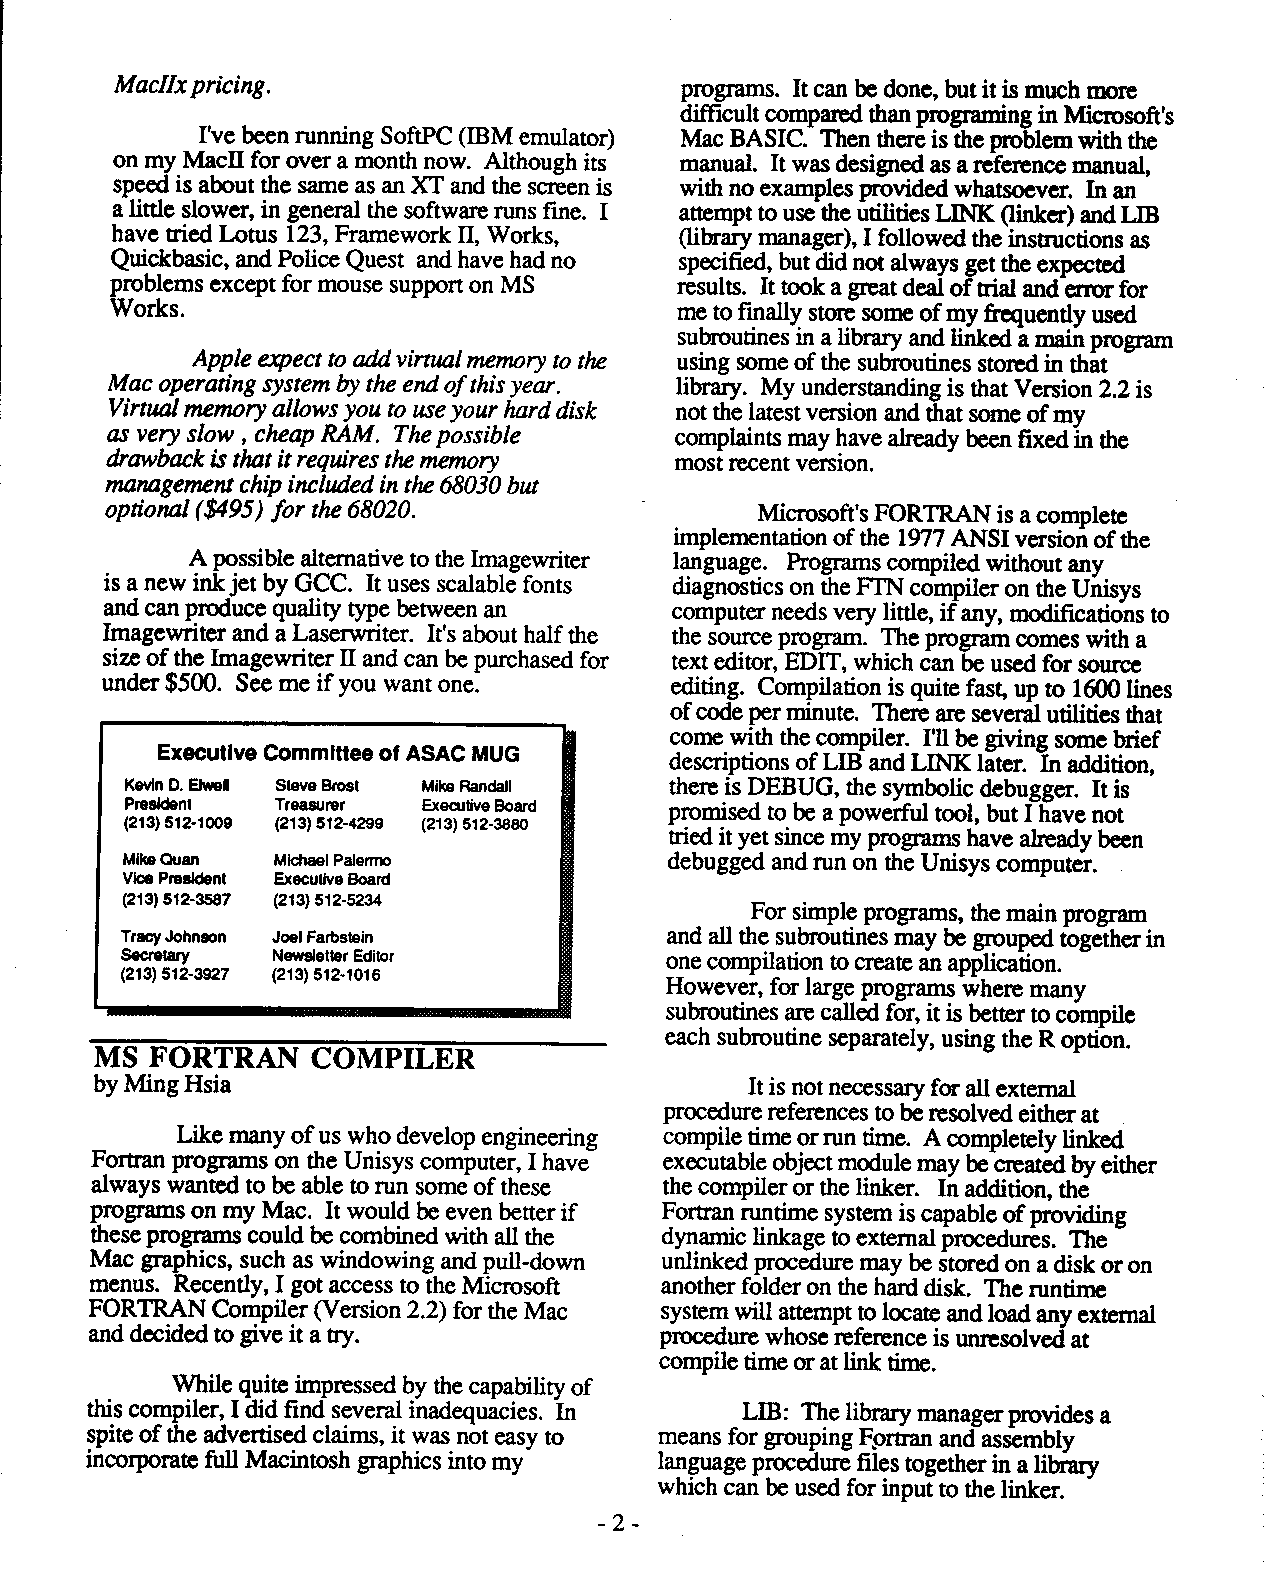 MacIIx pricing.
I've been running SoftPC (IBM emulator)
on my MacII for over a month now. Although its
speed is about the same as an XT and the screen is
a little slower, in general the software runs fine. I
have tried Lotus 123, Framework II, Works,
Quickbasic, and Police Quest and have had no
problems except for mouse support on MS
Works.
Apple expect to add virtual memory to the
Mac operating system by the end of this year.
Virtual memory allows you to use your hard disk
as very slow , cheap RAM. The possible
drawback is that it requires the memory
management chip included in the 68030 but
optional ($495) for the 68020.
A possible alternative to the Imagewriter
is a new ink jet by GCC. It uses scalable fonts
and can produce quality type between an
Imagewriter and a Laserwriter. It's about half the
size of the Imagewriter II and can be purchased for
under $500. See me if you want one.
Executive Committee of ASAC MUG
Kevin D. Elwell Steve Brost Mike Randall
President Treasurer Executive Board
(213) 512-1009 (213) 512-4299 (213) 512-3880
Mike Quan Michael Palermo
Vice President Executive Board
(213) 512-3587 (213) 512-5234
Tracy Johnson Joel Farbstein
Secretary Newsletter Editor
(213) 512-3927 (213) 512-1016
MS FORTRAN COMPILER
by Ming Hsia
Like many of us who develop engineering
Fortran programs on the Unisys computer, I have
always wanted to be able to run some of these
programs on my Mac. It would be even better if
these programs could be combined with all the
Mac graphics, such as windowing and pull-down
menus. Recently, I got access to the Microsoft
FORTRAN Compiler (Version 2.2) for the Mac
and decided to give it a try.
While quite impressed by the capability of
this compiler, I did find several inadequacies. In
spite of the advertised claims, it was not easy to
incorporate full Macintosh graphics into my
programs. It can be done, but it is much more
difficult compared than programing in Microsoft's
Mac BASIC. Then there is the problem with the
manual. It was designed as a reference manual,
with no examples provided whatsoever. In an
attempt to use the utilities LINK (linker) and LIB
(library manager), I followed the instructions as
specified, but did not always get the expected
results. It took a great deal of trial and error for
me to finally store some of my frequently used
subroutines in a library and linked a main program
using some of the subroutines stored in that
library. My understanding is that Version 2.2 is
not the latest version and that some of my
complaints may have already been fixed in the
most recent version.
Microsoft's FORTRAN is a complete
implementation of the 1977 ANSI version of the
language. Programs compiled without any
diagnostics on the FTN compiler on the Unisys
computer needs very little, if any, modifications to
the source program. The program comes with a
text editor, EDIT, which can be used for source
editing. Compilation is quite fast, up to 1600 lines
of code per minute. There are several utilities that
come with the compiler. I'll be giving some brief
descriptions of LIB and LINK later. In addition,
there is DEBUG, the symbolic debugger. It is
promised to be a powerful tool, but I have not
tried it yet since my programs have already been
debugged and run on the Unisys computer.
For simple programs, the main program
and all the subroutines may be grouped together in
one compilation to create an application.
However, for large programs where many
subroutines are called for, it is better to compile
each subroutine separately, using the R option.
It is not necessary for all external
procedure references to be resolved either at
compile time or run time. A completely linked
executable object module may be created by either
the compiler or the linker. In addition, the
Fortran runtime system is capable of providing
dynamic linkage to external procedures. The
unlinked procedure may be stored on a disk or on
another folder on the hard disk. The runtime
system will attempt to locate and load any external
procedure whose reference is unresolved at
compile time or at link time.
LIB: The library manager provides a
means for grouping Fortran and assembly
language procedure files together in a library
which can be used for input to the linker.
- 2 -